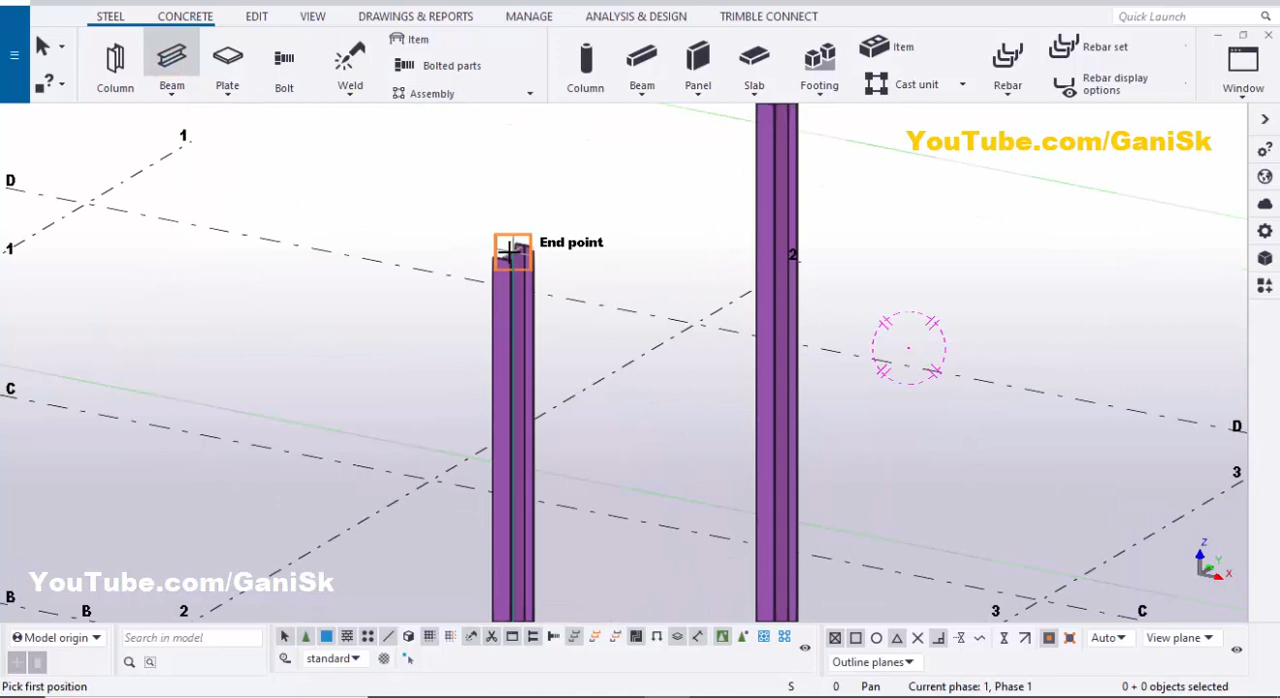 STEEL CONCRETE EDIT VIEW DRAWINGS & REPORTS MANAGE ANALYSIS & DESIGN TRIMBLE CONNECT Quick Launch
Column Beam Plate Bolt Weld
Item
Bolted parts
Assembly
Column Beam Panel Slab Footing
Item
Cast unit
Rebar
Rebar set
Rebar display
options
Window
YouTube.com/GaniSk
1
D
1
End point
2
C
D
3
YouTube.com/GaniSk
Z
Y
X
B B 2 3 C
Model origin Search in model Auto View plane
standard Outline planes
Pick first position S 0 Pan Current phase: 1, Phase 1 0 + 0 objects selected